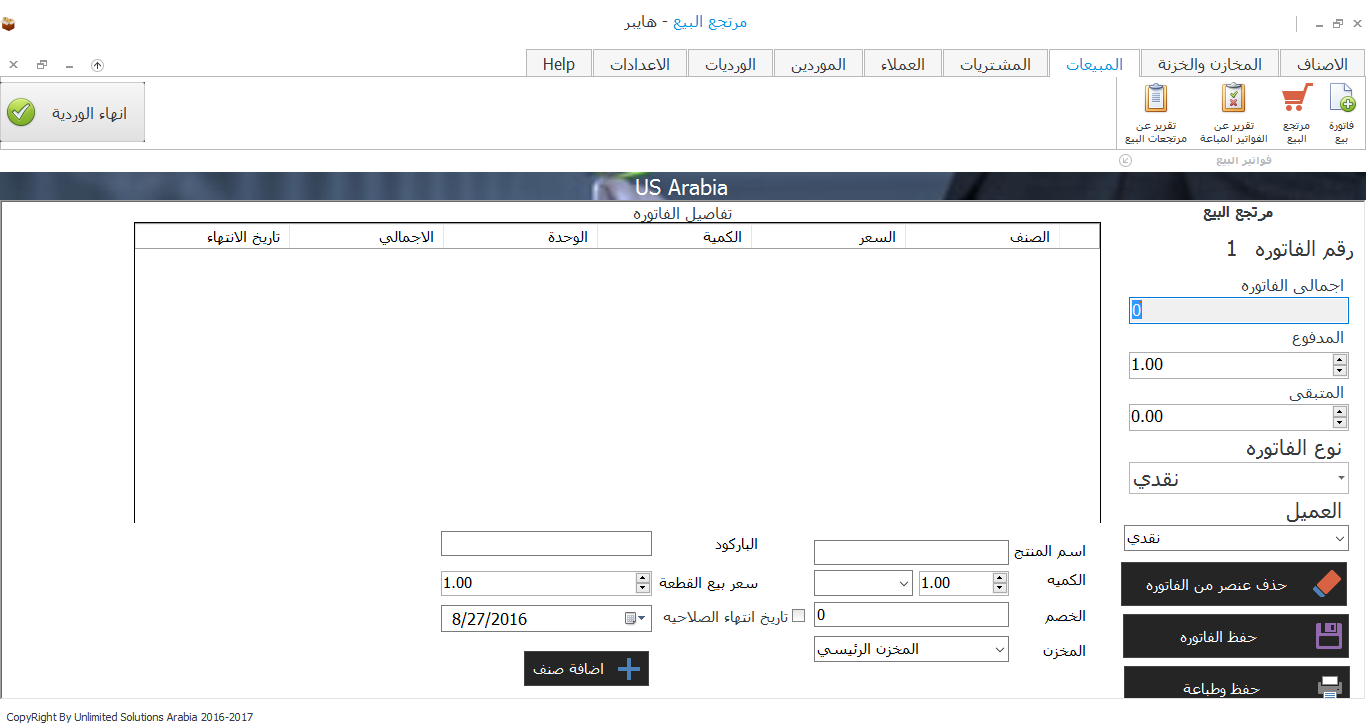 مرتجع البيع - هايبر
الاصناف
المخازن والخزنة
المبيعات
المشتريات
العملاء
الموردين
الورديات
الاعدادات
Help
فاتورة بيع
مرتجع البيع
تقرير عن الفواتير المباعة
تقرير عن مرتجعات البيع
انهاء الوردية
فواتير البيع
US Arabia
مرتجع البيع
رقم الفاتوره 1
اجمالى الفاتوره
0
المدفوع
1.00
المتبقى
0.00
نوع الفاتوره
نقدي
العميل
نقدي
حذف عنصر من الفاتوره
حفظ الفاتوره
حفظ وطباعة
تفاصيل الفاتوره
الصنف السعر الكمية الوحدة الاجمالي تاريخ الانتهاء
اسم المنتج
الباركود
الكميه 1.00
سعر بيع القطعة 1.00
الخصم 0
تاريخ انتهاء الصلاحيه 8/27/2016
المخزن المخزن الرئيسي
اضافة صنف
CopyRight By Unlimited Solutions Arabia 2016-2017